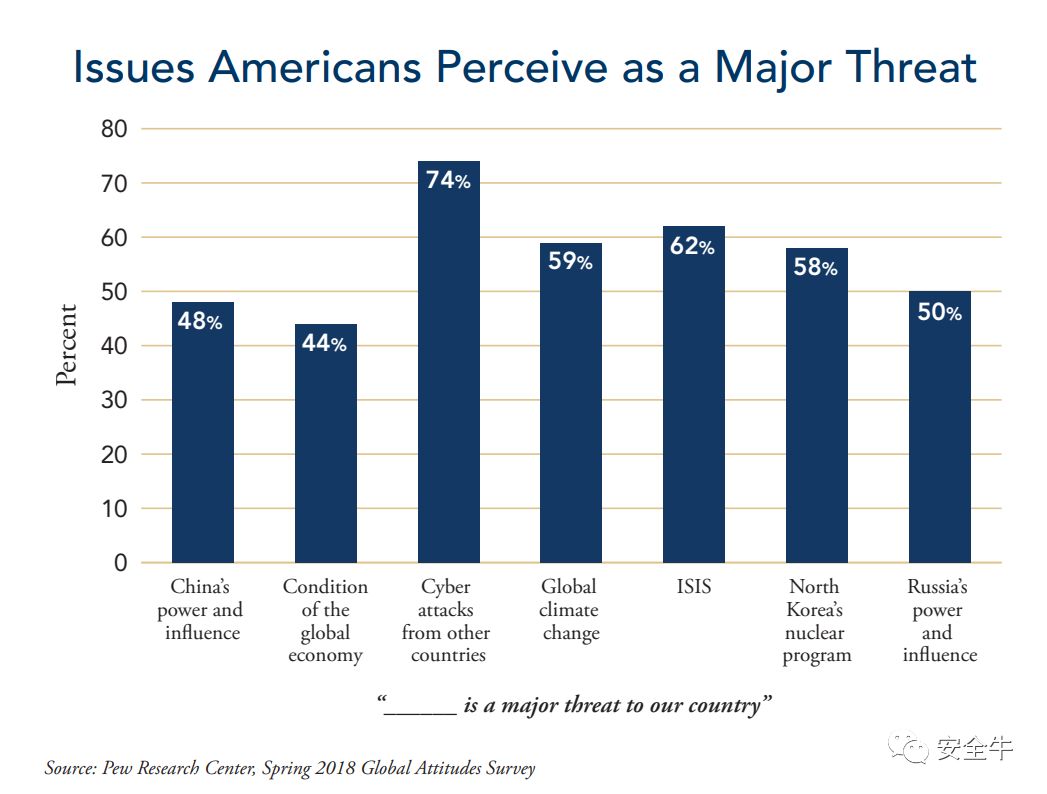 Issues Americans Perceive as a Major Threat
80
70
60
50
40
30
20
10
0
Percent
48%
44%
74%
59%
62%
58%
50%
China's
power and
influence
Condition
of the
global
economy
Cyber
attacks
from other
countries
Global
climate
change
ISIS
North
Korea's
nuclear
program
Russia's
power
and
influence
“______ is a major threat to our country”
Source: Pew Research Center, Spring 2018 Global Attitudes Survey
安全牛